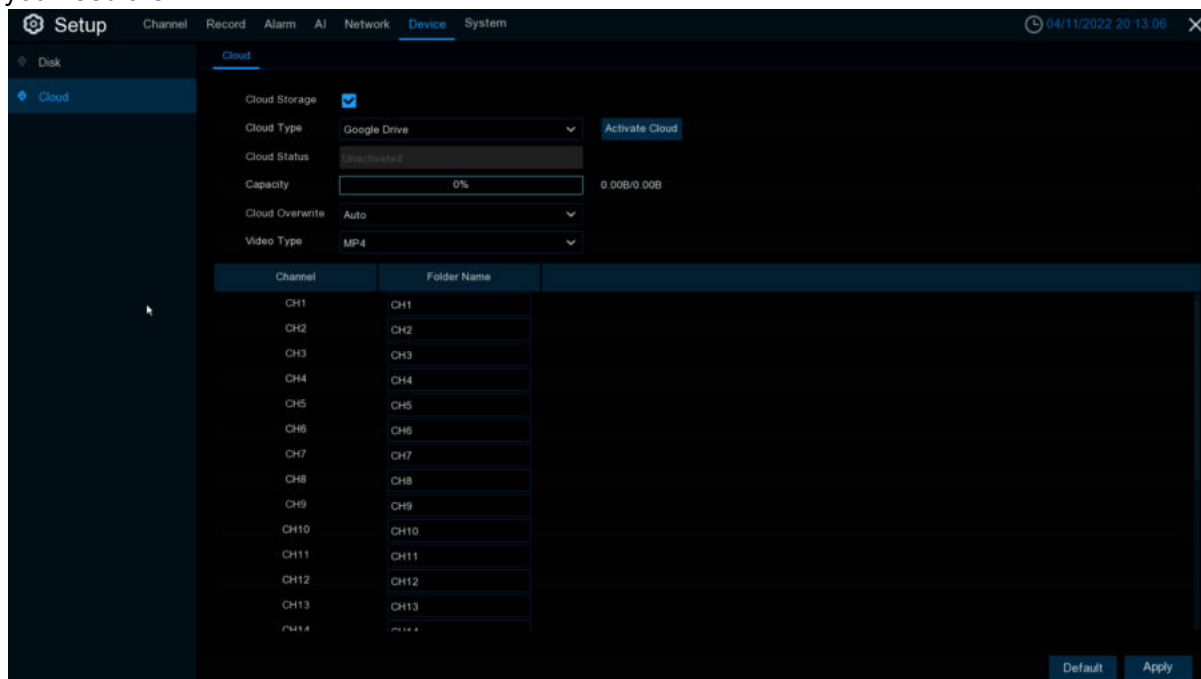 Setup Channel Record Alarm AI Network Device System 04/11/2022 20:13:06
Disk
Cloud
Cloud
Cloud Storage
Cloud Type Google Drive Activate Cloud
Cloud Status Unactivated
Capacity 0% 0.00B/0.00B
Cloud Overwrite Auto
Video Type MP4
Channel Folder Name
CH1 CH1
CH2 CH2
CH3 CH3
CH4 CH4
CH5 CH5
CH6 CH6
CH7 CH7
CH8 CH8
CH9 CH9
CH10 CH10
CH11 CH11
CH12 CH12
CH13 CH13
CH14 CH14
Default Apply